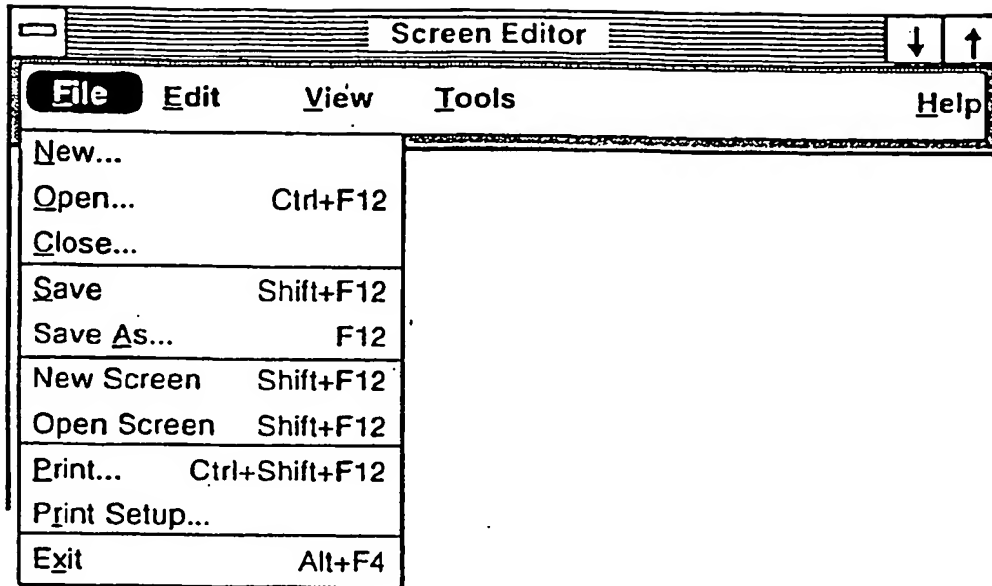 Screen Editor
File Edit View Tools Help
New...
Open... Ctrl+F12
Close...
Save Shift+F12
Save As... F12
New Screen Shift+F12
Open Screen Shift+F12
Print... Ctrl+Shift+F12
Print Setup...
Exit Alt+F4